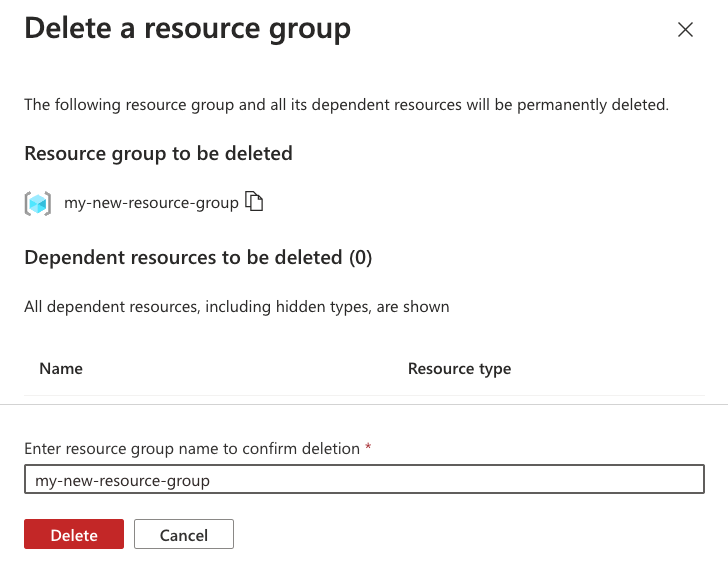 Delete a resource group
The following resource group and all its dependent resources will be permanently deleted.
Resource group to be deleted
my-new-resource-group
Dependent resources to be deleted (0)
All dependent resources, including hidden types, are shown
Name Resource type
Enter resource group name to confirm deletion *
my-new-resource-group
Delete Cancel